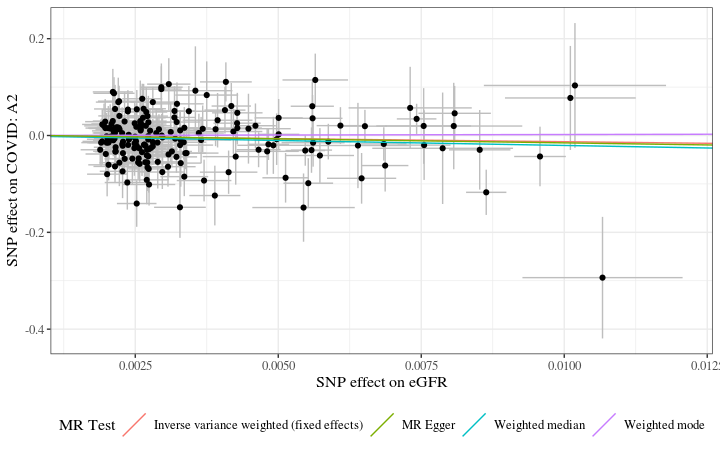 0.2
0.0
-0.2
-0.4
SNP effect on COVID: A2
0.0025
0.0050
0.0075
0.0100
0.012
SNP effect on eGFR
MR Test
Inverse variance weighted (fixed effects)
MR Egger
Weighted median
Weighted mode